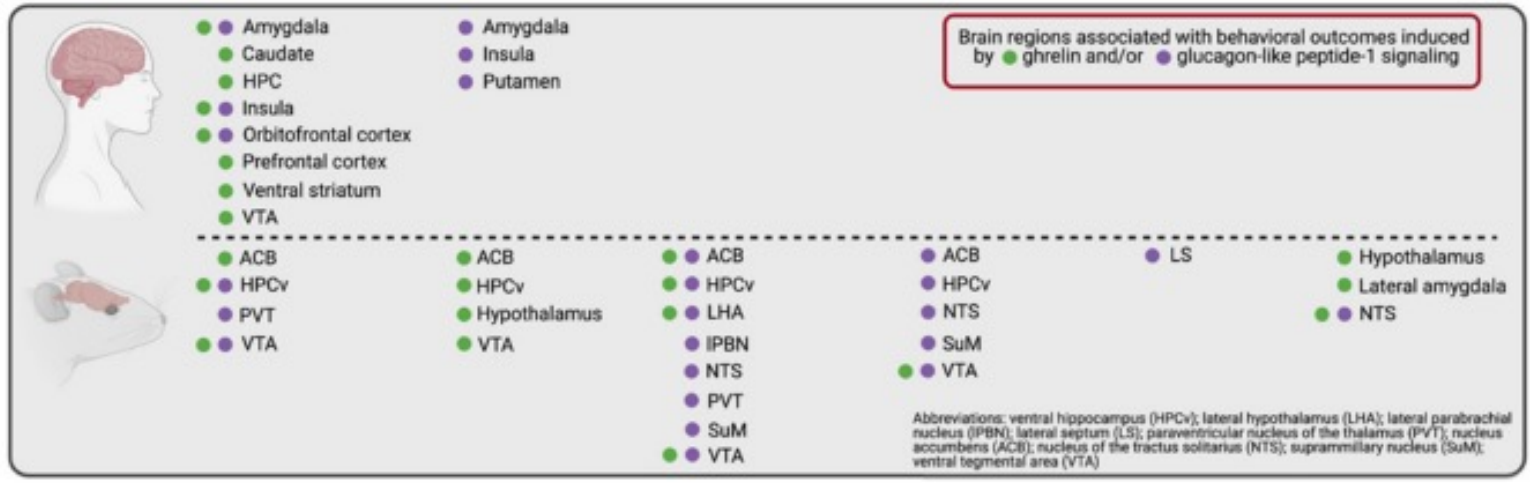 Brain regions associated with behavioral outcomes induced
by ghrelin and/or glucagon-like peptide-1 signaling
Amygdala
Caudate
HPC
Insula
Orbitofrontal cortex
Prefrontal cortex
Ventral striatum
VTA
Amygdala
Insula
Putamen
ACB
HPCv
PVT
VTA
ACB
HPCv
Hypothalamus
VTA
ACB
HPCv
LHA
lPBN
NTS
PVT
SuM
VTA
ACB
HPCv
NTS
SuM
VTA
LS
Hypothalamus
Lateral amygdala
NTS
Abbreviations: ventral hippocampus (HPCv); lateral hypothalamus (LHA); lateral parabrachial
nucleus (lPBN); lateral septum (LS); paraventricular nucleus of the thalamus (PVT); nucleus
accumbens (ACB); nucleus of the tractus solitarius (NTS); suprammillary nucleus (SuM);
ventral tegmental area (VTA)